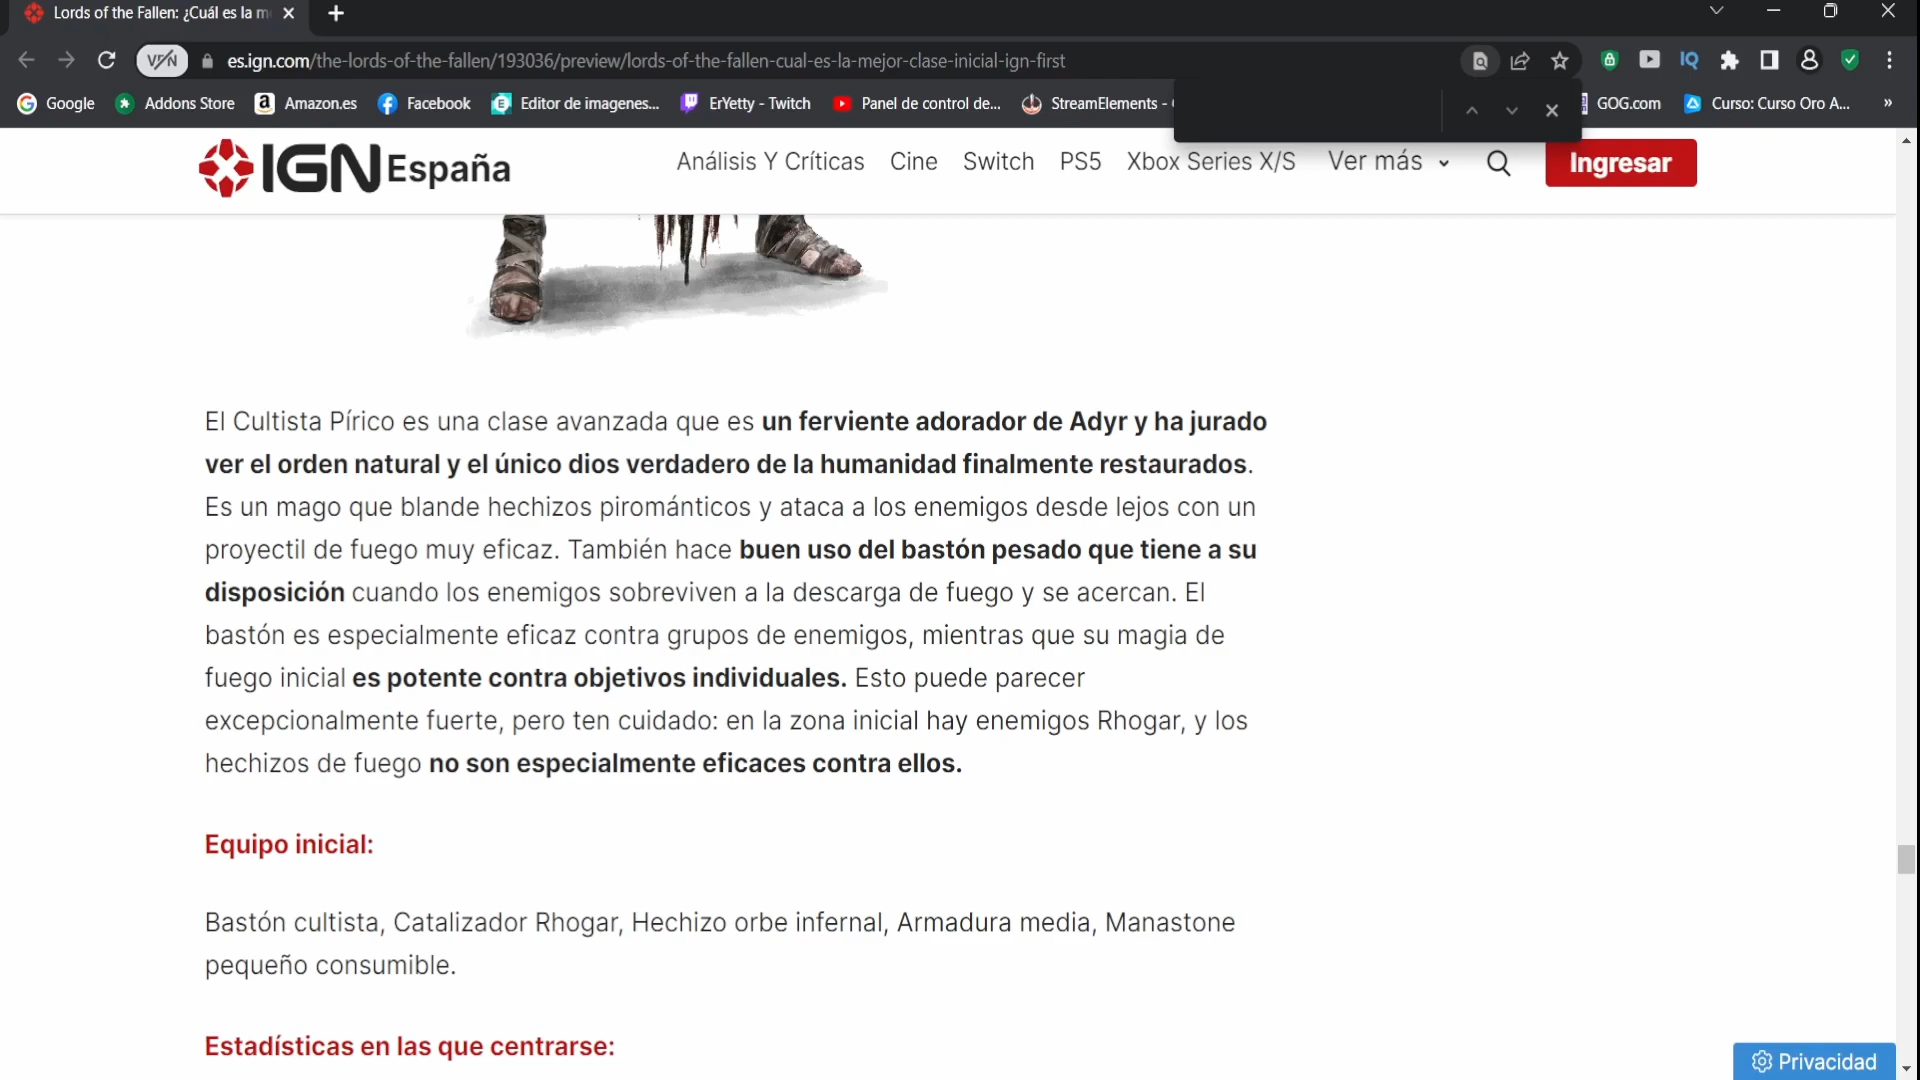 Lords of the Fallen: ¿Cuál es la m
VPN
es.ign.com/the-lords-of-the-fallen/193036/preview/lords-of-the-fallen-cual-es-la-mejor-clase-inicial-ign-first
IQ
Google Addons Store Amazon.es Facebook Editor de imagenes... ErYetty - Twitch Panel de control de... StreamElements - GOG.com Curso: Curso Oro A... »
IGN España Análisis Y Críticas Cine Switch PS5 Xbox Series X/S Ver más Ingresar
El Cultista Pírico es una clase avanzada que es un ferviente adorador de Adyr y ha jurado
ver el orden natural y el único dios verdadero de la humanidad finalmente restaurados.
Es un mago que blande hechizos pirománticos y ataca a los enemigos desde lejos con un
proyectil de fuego muy eficaz. También hace buen uso del bastón pesado que tiene a su
disposición cuando los enemigos sobreviven a la descarga de fuego y se acercan. El
bastón es especialmente eficaz contra grupos de enemigos, mientras que su magia de
fuego inicial es potente contra objetivos individuales. Esto puede parecer
excepcionalmente fuerte, pero ten cuidado: en la zona inicial hay enemigos Rhogar, y los
hechizos de fuego no son especialmente eficaces contra ellos.
Equipo inicial:
Bastón cultista, Catalizador Rhogar, Hechizo orbe infernal, Armadura media, Manastone
pequeño consumible.
Estadísticas en las que centrarse:
Privacidad